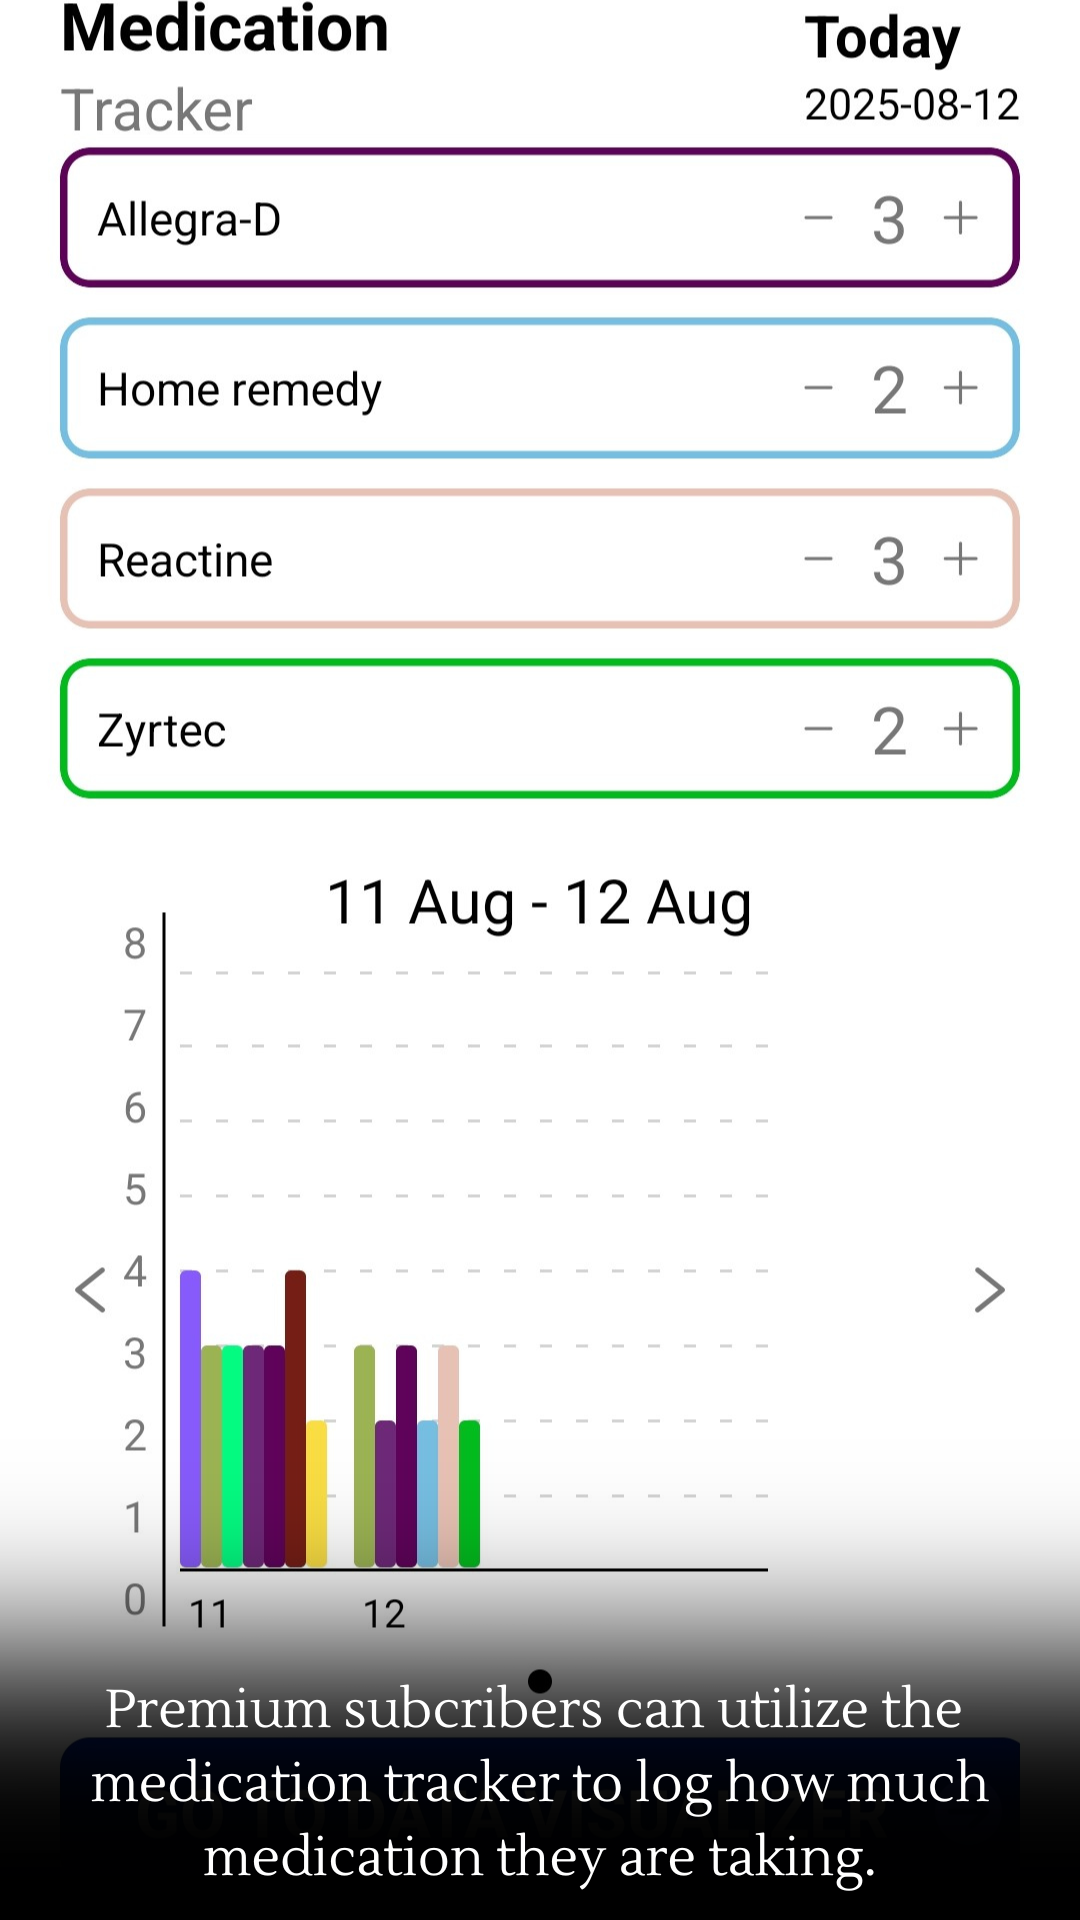 Medication
Today
Tracker
2025-08-12
Allegra-D
− 3 +
Home remedy
− 2 +
Reactine
− 3 +
Zyrtec
− 2 +
11 Aug - 12 Aug
8
7
6
5
<
4
>
3
2
1
0
11
12
Premium subcribers can utilize the
medication tracker to log how much
medication they are taking.